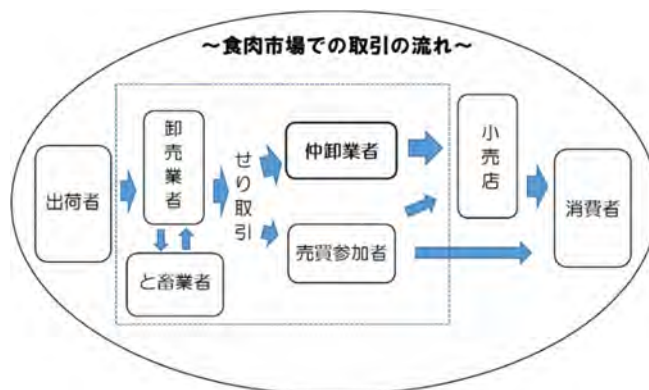 ～食肉市場での取引の流れ～
出荷者
卸売業者
と畜業者
せり取引
仲卸業者
売買参加者
小売店
消費者